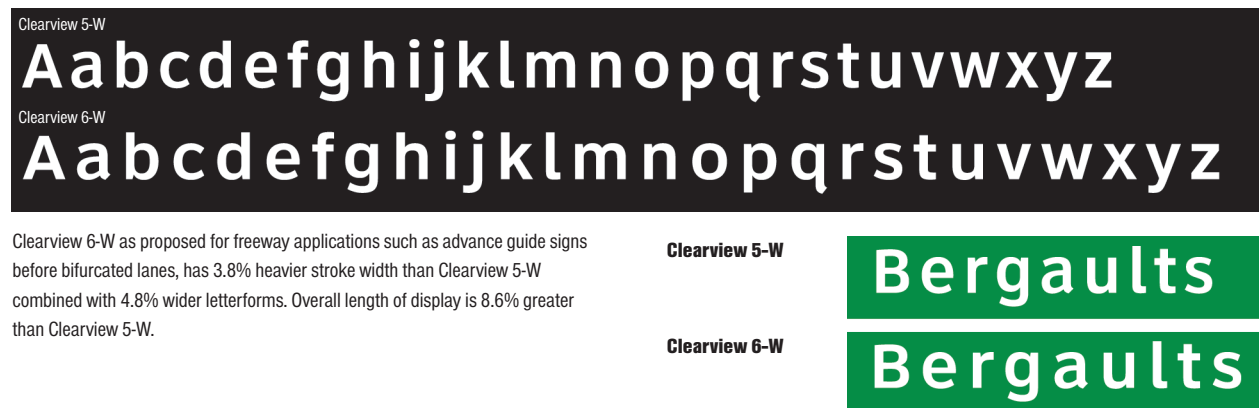 Clearview 5-W
Aabcdefghijklmnopqrstuvwxyz
Clearview 6-W
Aabcdefghijklmnopqrstuvwxyz
Clearview 6-W as proposed for freeway applications such as advance guide signs
before bifurcated lanes, has 3.8% heavier stroke width than Clearview 5-W
combined with 4.8% wider letterforms. Overall length of display is 8.6% greater
than Clearview 5-W.
Clearview 5-W
Bergaults
Clearview 6-W
Bergaults